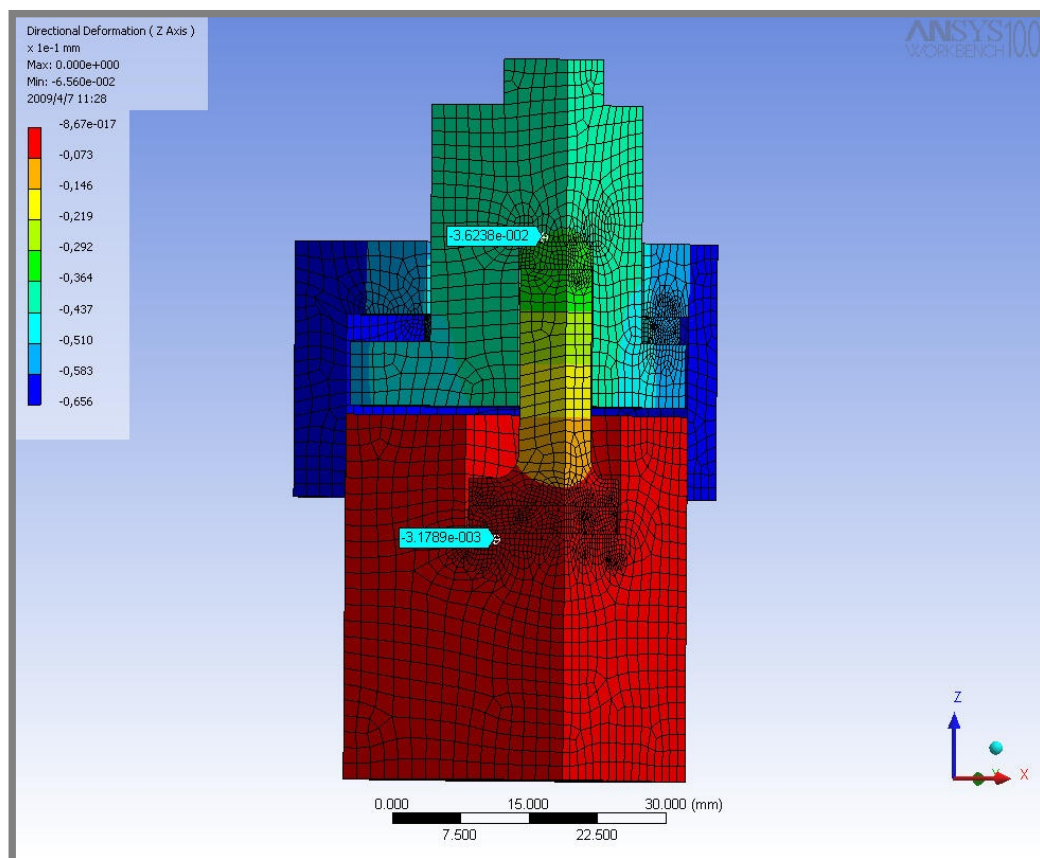 Directional Deformation ( Z Axis )
x 1e-1 mm
Max: 0.000e+000
Min: -6.560e-002
2009/4/7 11:28
ANSYS 10.0
WORKBENCH
-8,67e-017
-0,073
-0,146
-0,219
-0,292
-0,364
-0,437
-0,510
-0,583
-0,656
-3.6238e-002
-3.1789e-003
Z
Y
X
0.000 15.000 30.000 (mm)
7.500 22.500